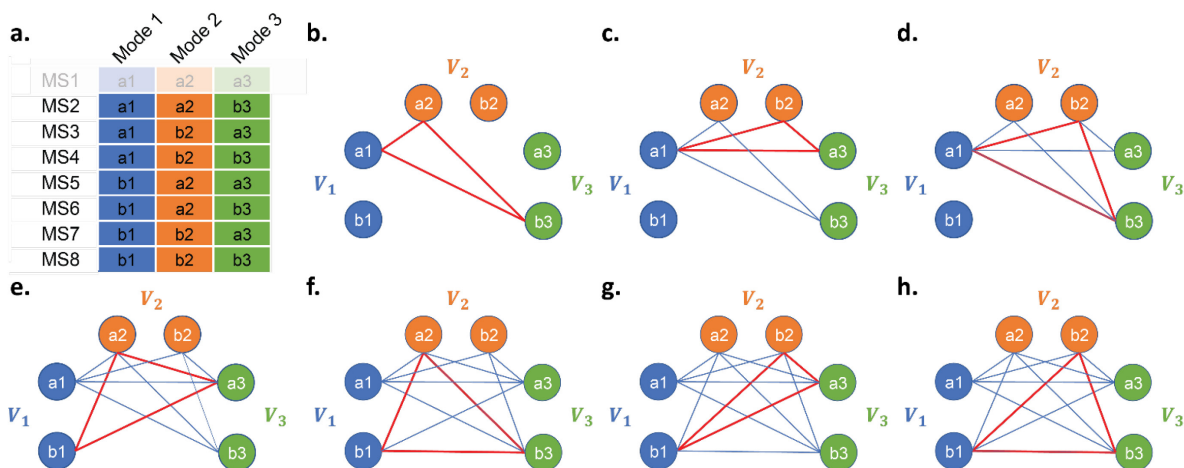 a.
Mode 1 Mode 2 Mode 3
MS1 a1 a2 a3
MS2 a1 a2 b3
MS3 a1 b2 a3
MS4 a1 b2 b3
MS5 b1 a2 a3
MS6 b1 a2 b3
MS7 b1 b2 a3
MS8 b1 b2 b3
b.
V2
a2 b2
a1 a3
V1 V3
b1 b3
c.
V2
a2 b2
a1 a3
V1 V3
b1 b3
d.
V2
a2 b2
a1 a3
V1 V3
b1 b3
e.
V2
a2 b2
a1 a3
V1 V3
b1 b3
f.
V2
a2 b2
a1 a3
V1 V3
b1 b3
g.
V2
a2 b2
a1 a3
V1 V3
b1 b3
h.
V2
a2 b2
a1 a3
V1 V3
b1 b3